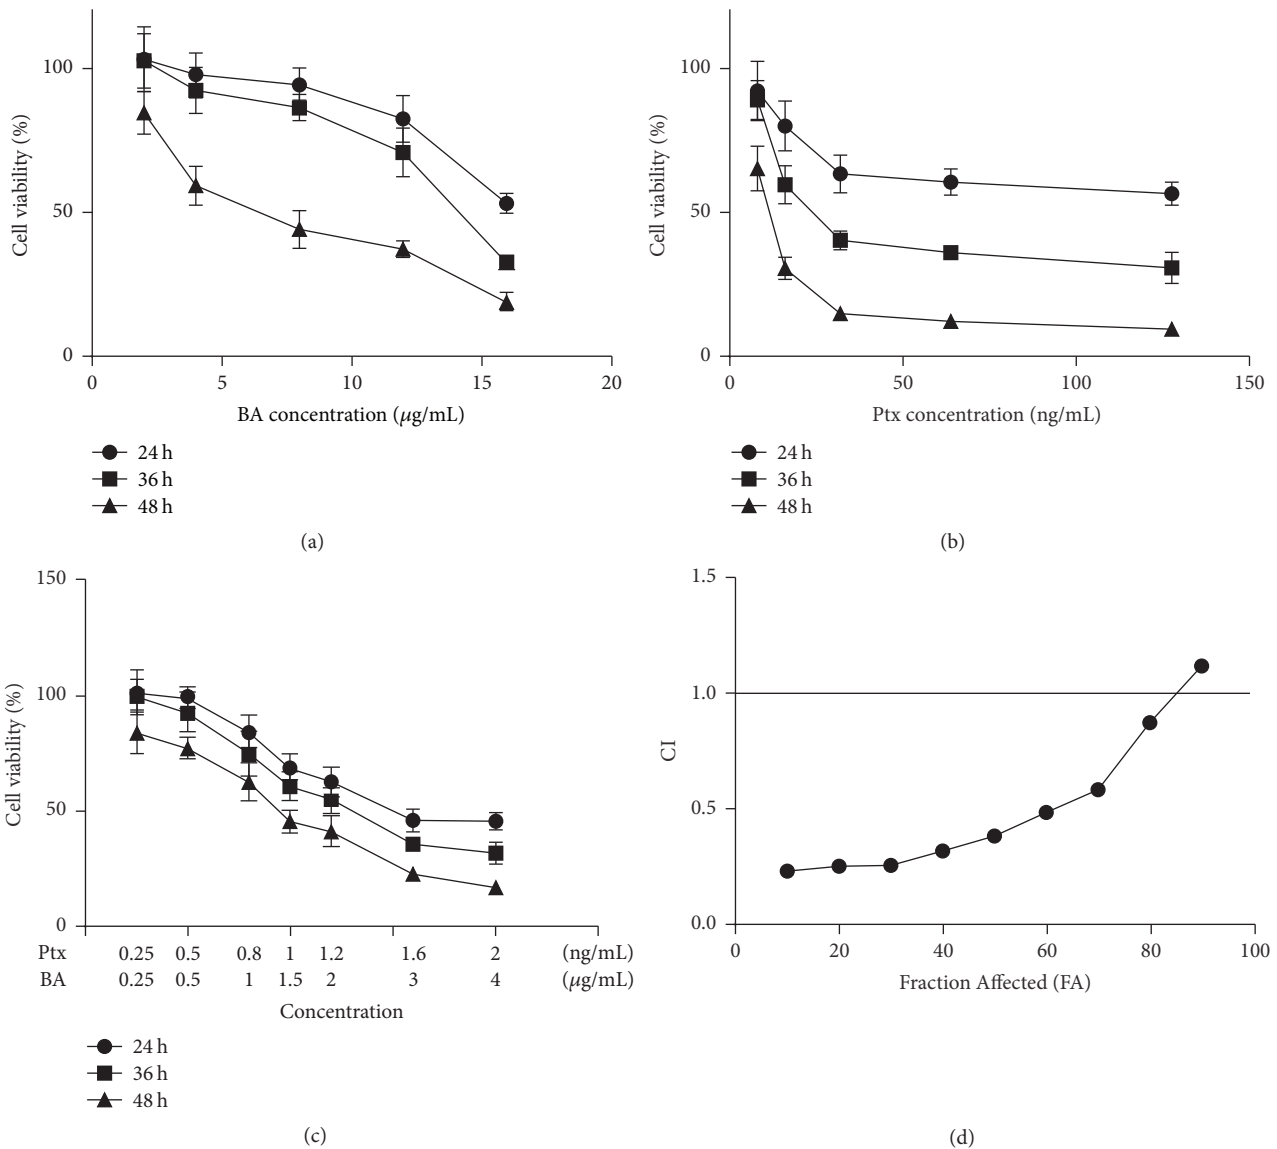 100
50
0
Cell viability (%)
0 5 10 15 20
BA concentration (μg/mL)
24 h
36 h
48 h
(a)
100
50
0
Cell viability (%)
0 50 100 150
Ptx concentration (ng/mL)
24 h
36 h
48 h
(b)
150
100
50
0
Cell viability (%)
Ptx 0.25 0.5 0.8 1 1.2 1.6 2 (ng/mL)
BA 0.25 0.5 1 1.5 2 3 4 (μg/mL)
Concentration
24 h
36 h
48 h
(c)
1.5
1.0
0.5
0.0
CI
0 20 40 60 80 100
Fraction Affected (FA)
(d)